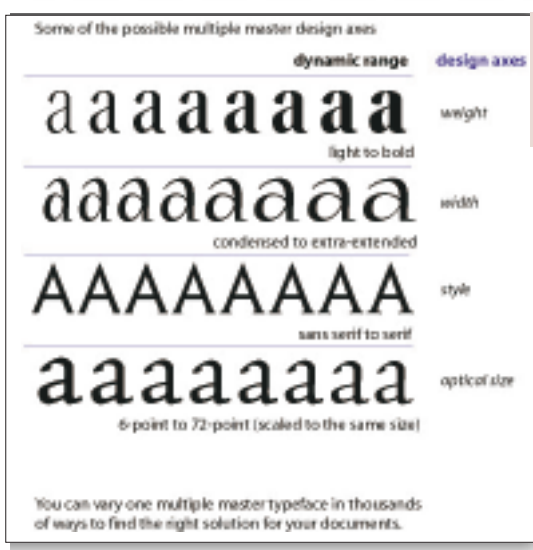 Some of the possible multiple master design axes
dynamic range design axes
a a a a a a a a weight
light to bold
a a a a a a a a width
condensed to extra-extended
A A A A A A A A style
sans serif to serif
a a a a a a a a optical size
6-point to 72-point (scaled to the same size)
You can vary one multiple master typeface in thousands
of ways to find the right solution for your documents.